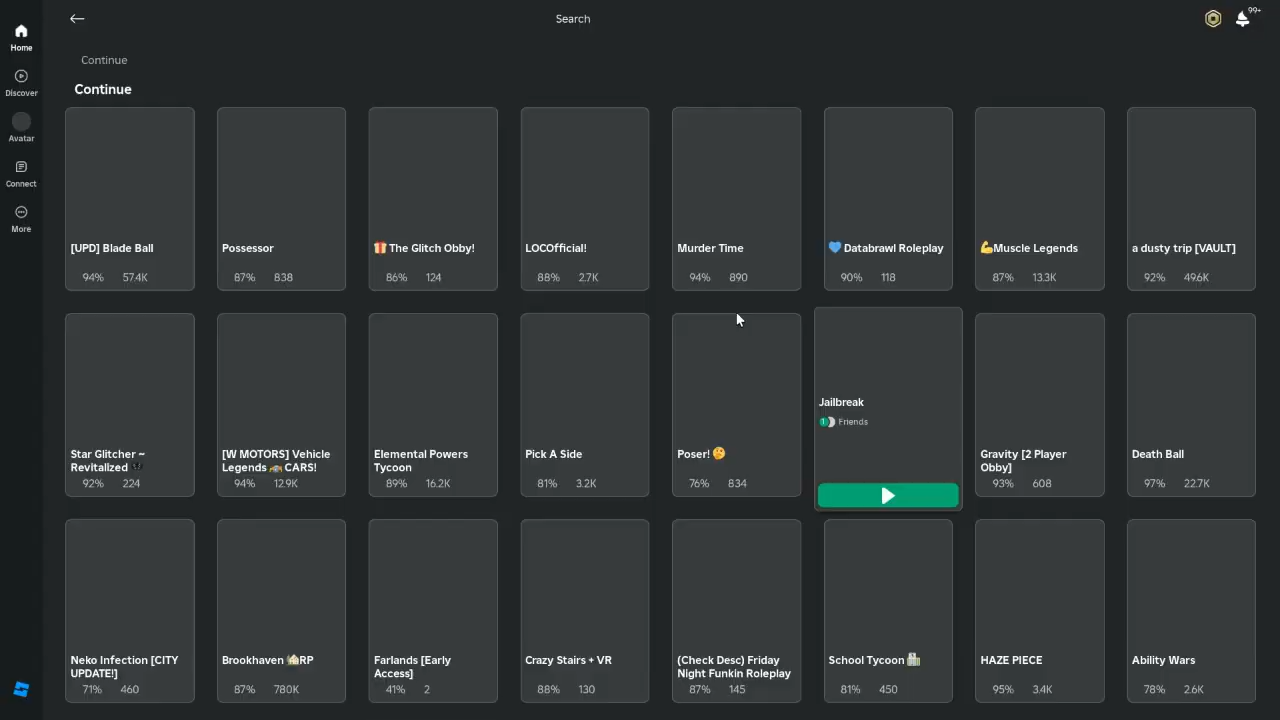 Search
99+
Home
Discover
Avatar
Connect
More
Continue
Continue
[UPD] Blade Ball
94% 57.4K
Possessor
87% 838
🎁The Glitch Obby!
86% 124
LOCOfficial!
88% 2.7K
Murder Time
94% 890
💙Databrawl Roleplay
90% 118
💪Muscle Legends
87% 13.3K
a dusty trip [VAULT]
92% 49.6K
Star Glitcher ~
Revitalized
92% 224
[W MOTORS] Vehicle
Legends 🏎️ CARS!
94% 12.9K
Elemental Powers
Tycoon
89% 16.2K
Pick A Side
81% 3.2K
Poser! 🤔
76% 834
Jailbreak
1 Friends
Gravity [2 Player
Obby]
93% 608
Death Ball
97% 22.7K
Neko Infection [CITY
UPDATE!]
71% 460
Brookhaven 🏡RP
87% 780K
Farlands [Early
Access]
41% 2
Crazy Stairs + VR
88% 130
(Check Desc) Friday
Night Funkin Roleplay
87% 145
School Tycoon 🏫
81% 450
HAZE PIECE
95% 3.4K
Ability Wars
78% 2.6K